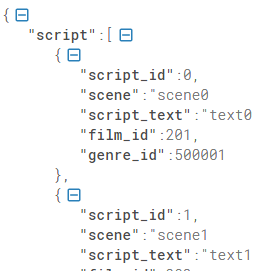 {
"script":[
{
"script_id":0,
"scene":"scene0
"script_text":"text0
"film_id":201,
"genre_id":500001
},
{
"script_id":1,
"scene":"scene1
"script_text":"text1